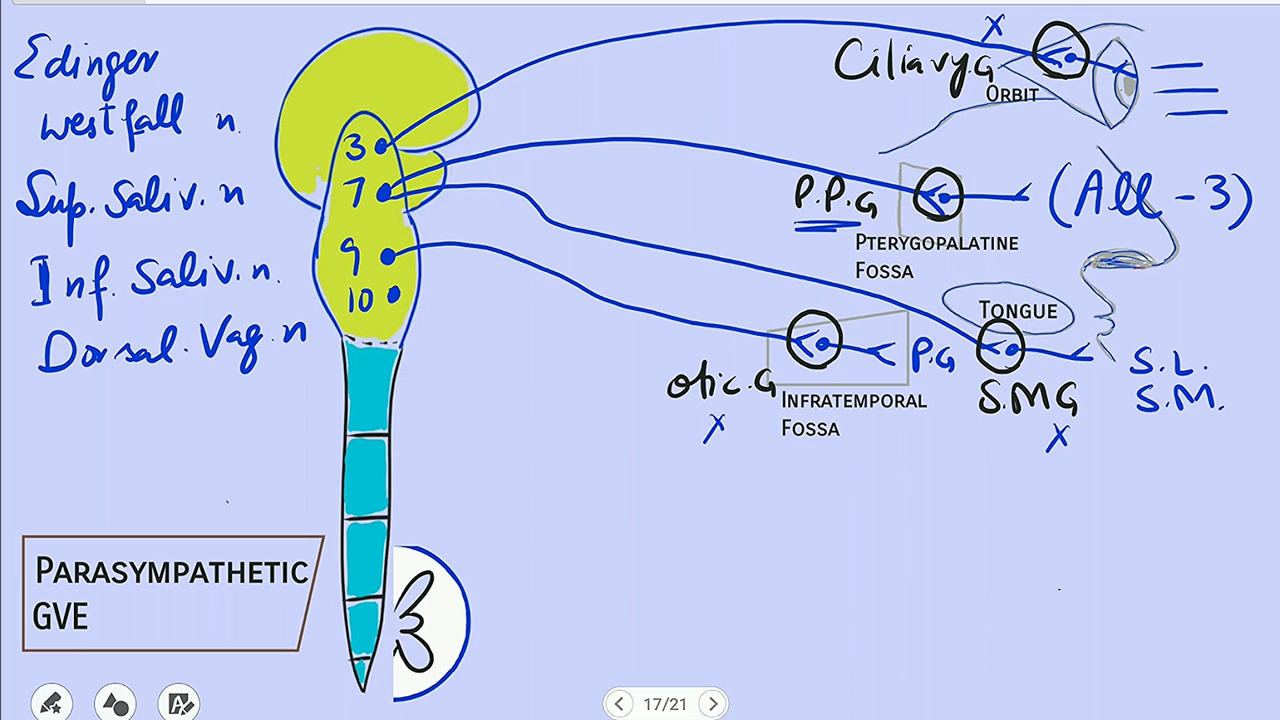 Edinger
westfall n.
Sup. Saliv. n
Inf. Saliv. n.
Dorsal. Vag. n
3
7
9
10
x
Ciliary G
ORBIT
P.P.G
(All - 3)
PTERYGOPALATINE
FOSSA
TONGUE
P.G
otic. G
x
INFRATEMPORAL
FOSSA
S.M G
x
S.L.
S.M.
PARASYMPATHETIC
GVE
17/21